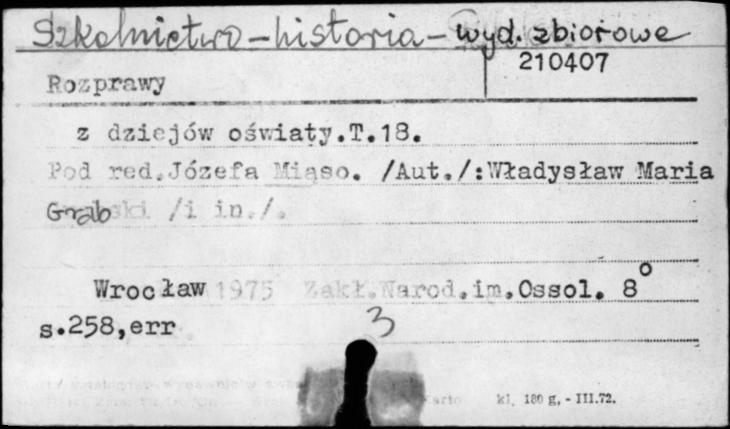 Szkolnictwo – historia – wyd. zbiorowe
210407
Rozprawy
z dziejów oświaty.T.18.
Pod red.Józefa Miąso. /Aut./:Władysław Maria
Grabski /i in./.
Wrocław 1975 Zakł.Narod.im.Ossol. 8°
s.258,err
3
kl. 180 g. - III.72.